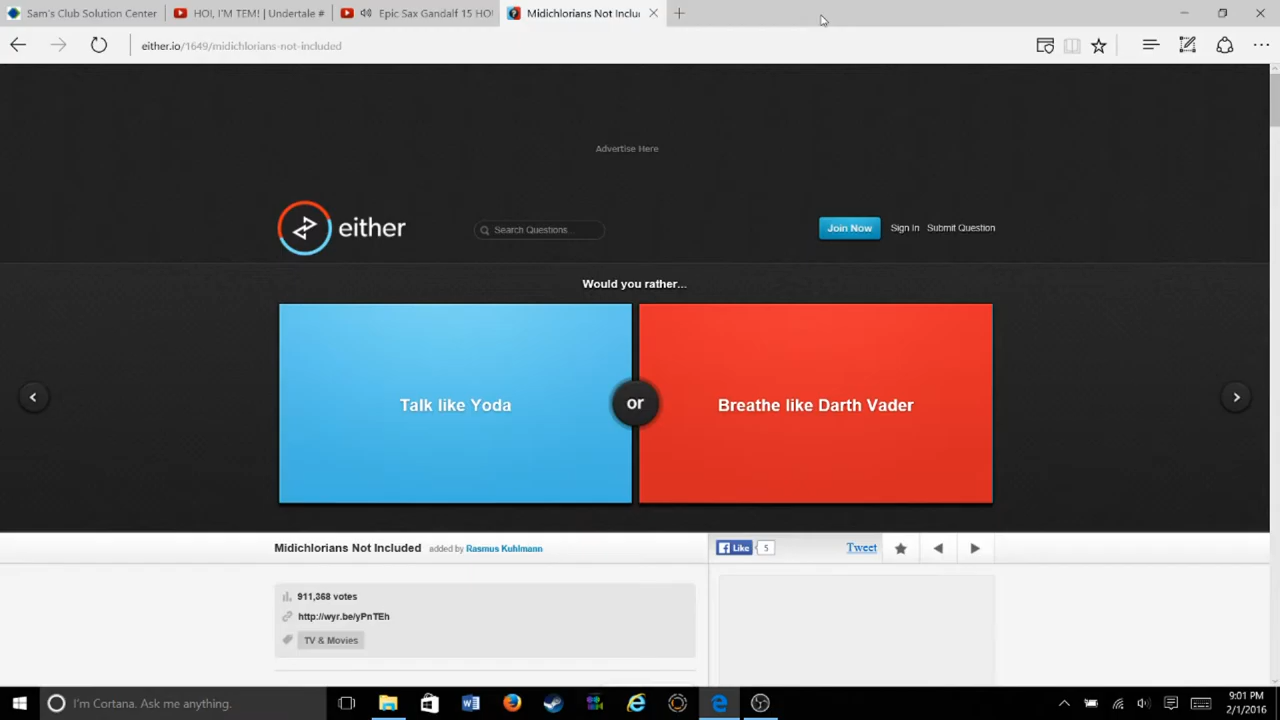 Sam's Club Solution Center
HOI, I'M TEM! | Undertale #
Epic Sax Gandalf 15 HOI
Midichlorians Not Inclu
either.io/1649/midichlorians-not-included
Advertise Here
either
Search Questions...
Join Now
Sign In
Submit Question
Would you rather...
Talk like Yoda
or
Breathe like Darth Vader
Midichlorians Not Included added by Rasmus Kuhlmann
Like 5
Tweet
911,368 votes
http://wyr.be/yPnTEh
TV & Movies
I'm Cortana. Ask me anything.
9:01 PM
2/1/2016